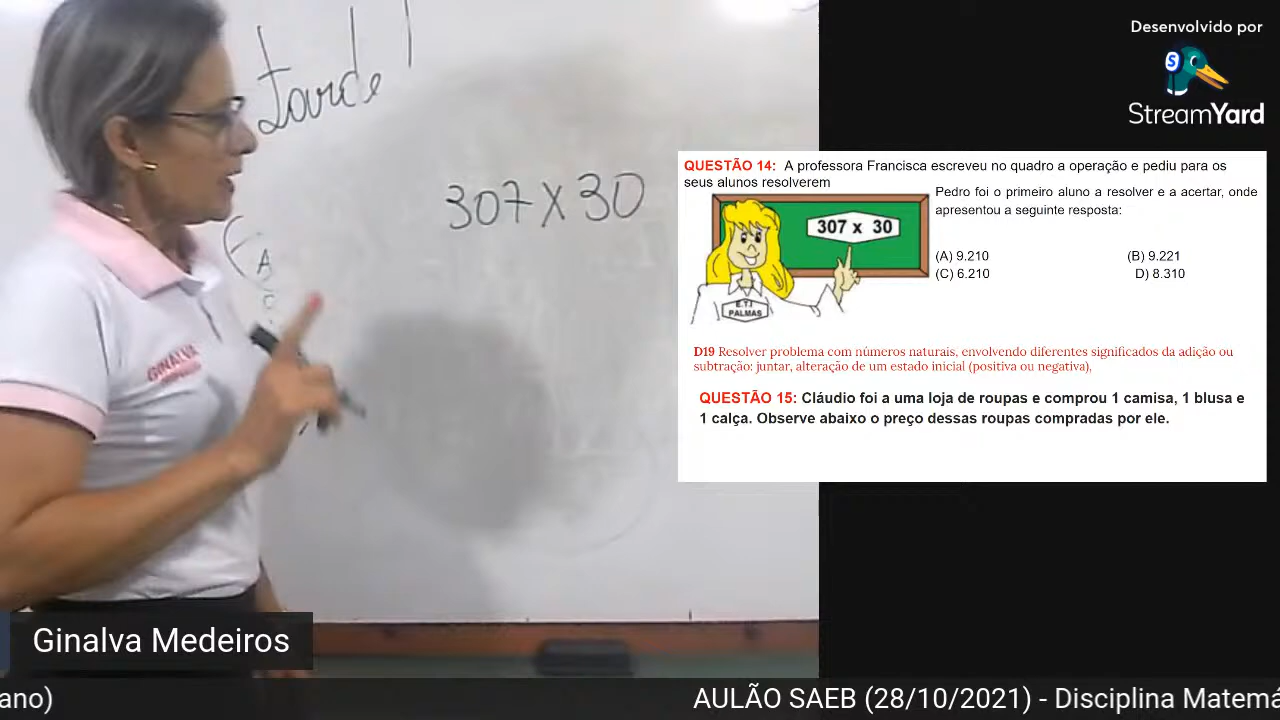 tarde!
307 X 30
GINALVA
Desenvolvido por
StreamYard
QUESTÃO 14: A professora Francisca escreveu no quadro a operação e pediu para os
seus alunos resolverem
Pedro foi o primeiro aluno a resolver e a acertar, onde
apresentou a seguinte resposta:
307 x 30
E.T.I
PALMAS
(A) 9.210 (B) 9.221
(C) 6.210 D) 8.310
D19 Resolver problema com números naturais, envolvendo diferentes significados da adição ou
subtração: juntar, alteração de um estado inicial (positiva ou negativa),
QUESTÃO 15: Cláudio foi a uma loja de roupas e comprou 1 camisa, 1 blusa e
1 calça. Observe abaixo o preço dessas roupas compradas por ele.
Ginalva Medeiros
ano) AULÃO SAEB (28/10/2021) - Disciplina Matemá